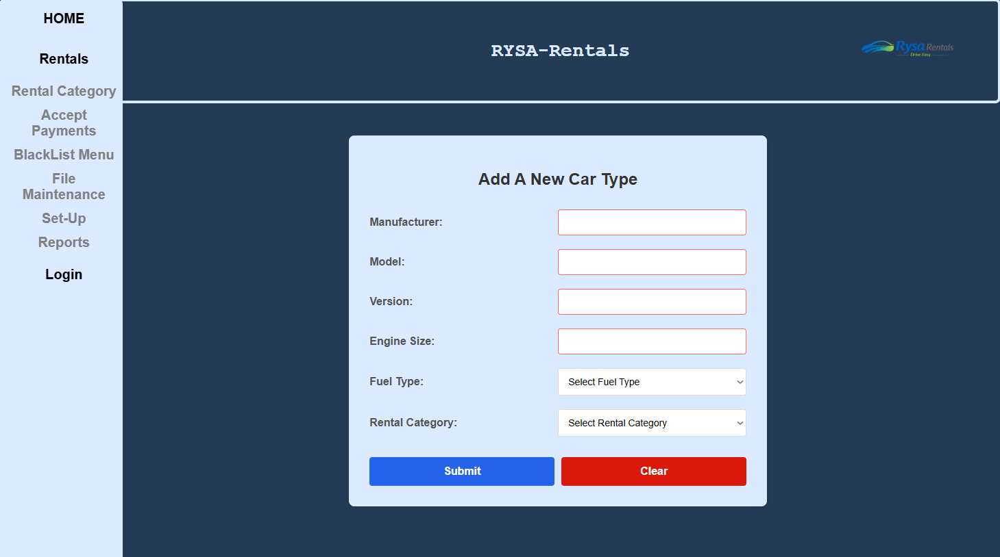 HOME
Rentals
Rental Category
Accept
Payments
BlackList Menu
File
Maintenance
Set-Up
Reports
Login
RYSA-Rentals
Rysa Rentals
Drive Easy.
Add A New Car Type
Manufacturer:
Model:
Version:
Engine Size:
Fuel Type:
Select Fuel Type
Rental Category:
Select Rental Category
Submit
Clear